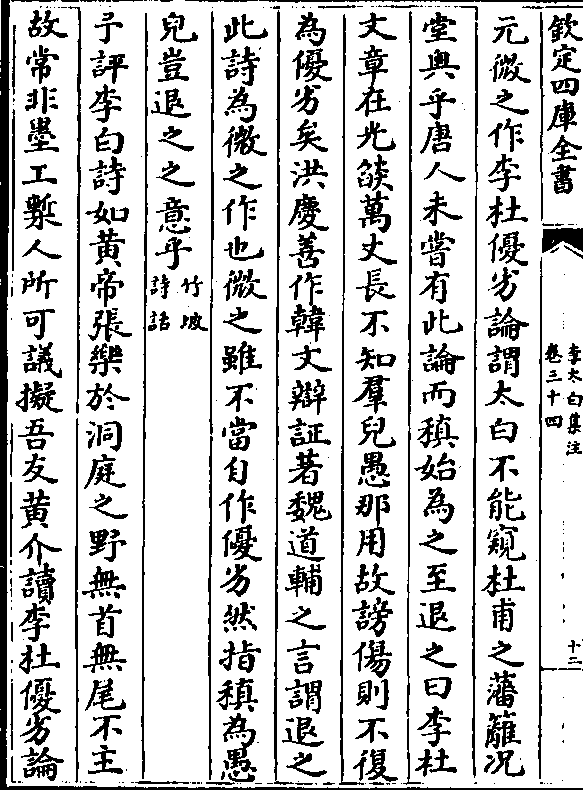 欽定四庫全書
李太白集注
卷三十四
十二
元微之作李杜優劣論謂太白不能窺杜甫之藩籬况
堂奥乎唐人未嘗有此論而稹始為之至退之曰李杜
文章在光燄萬丈長不知羣兒愚那用故謗傷則不復
為優劣矣洪慶善作韓文辯証著魏道輔之言謂退之
此詩為微之作也微之雖不當自作優劣然指稹為愚
兒豈退之之意乎竹坡詩話
予評李白詩如黄帝張樂於洞庭之野無首無尾不主
故常非墨工槧人所可議擬吾友黄介讀李杜優劣論